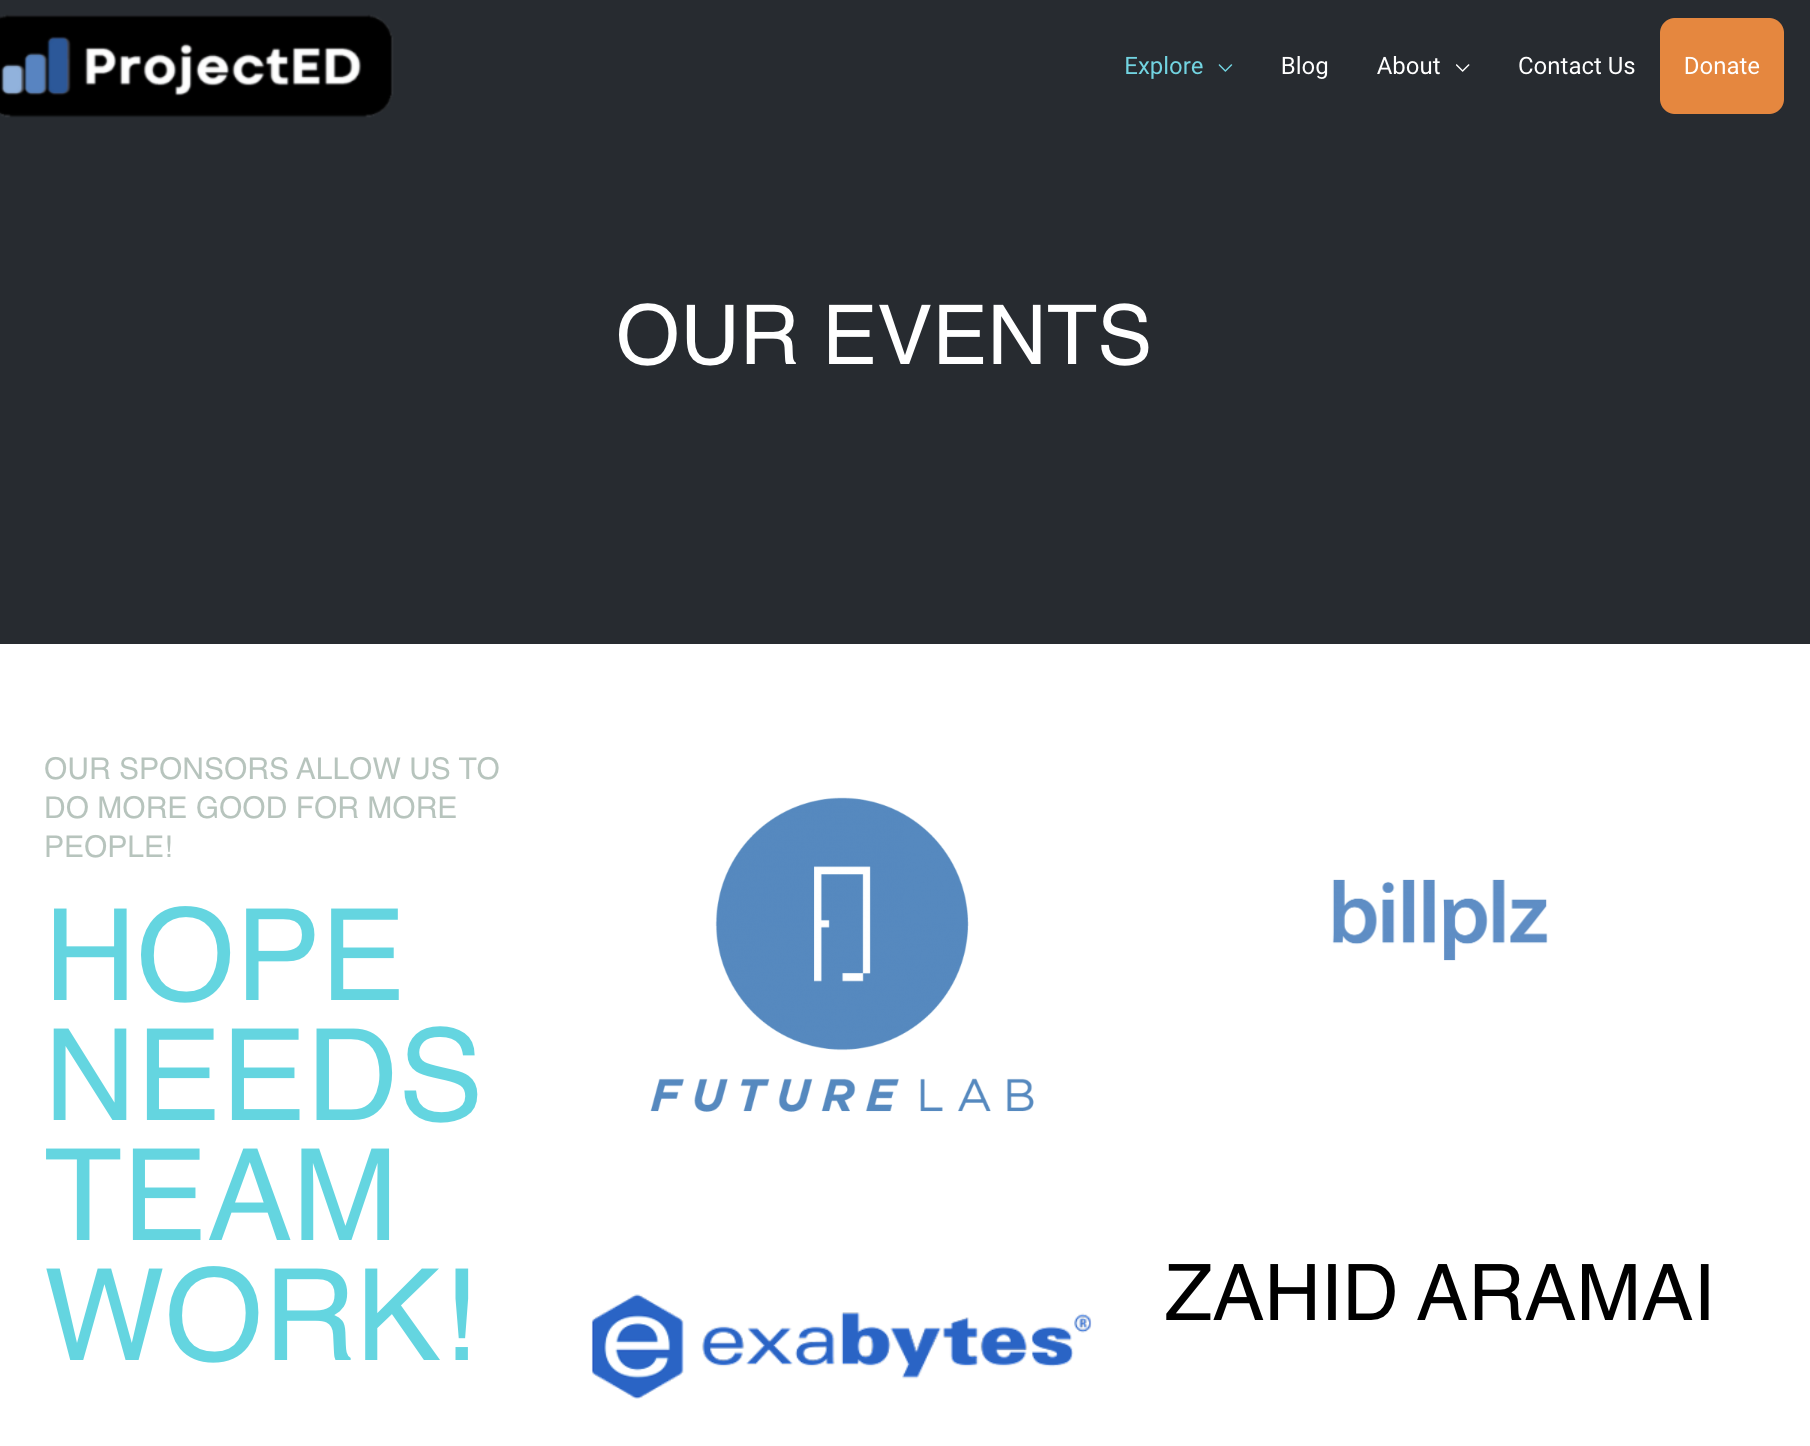 ProjectED
Explore
Blog
About
Contact Us
Donate
OUR EVENTS
OUR SPONSORS ALLOW US TO
DO MORE GOOD FOR MORE
PEOPLE!
HOPE
NEEDS
TEAM
WORK!
FUTURE LAB
billplz
e exabytes®
ZAHID ARAMAI